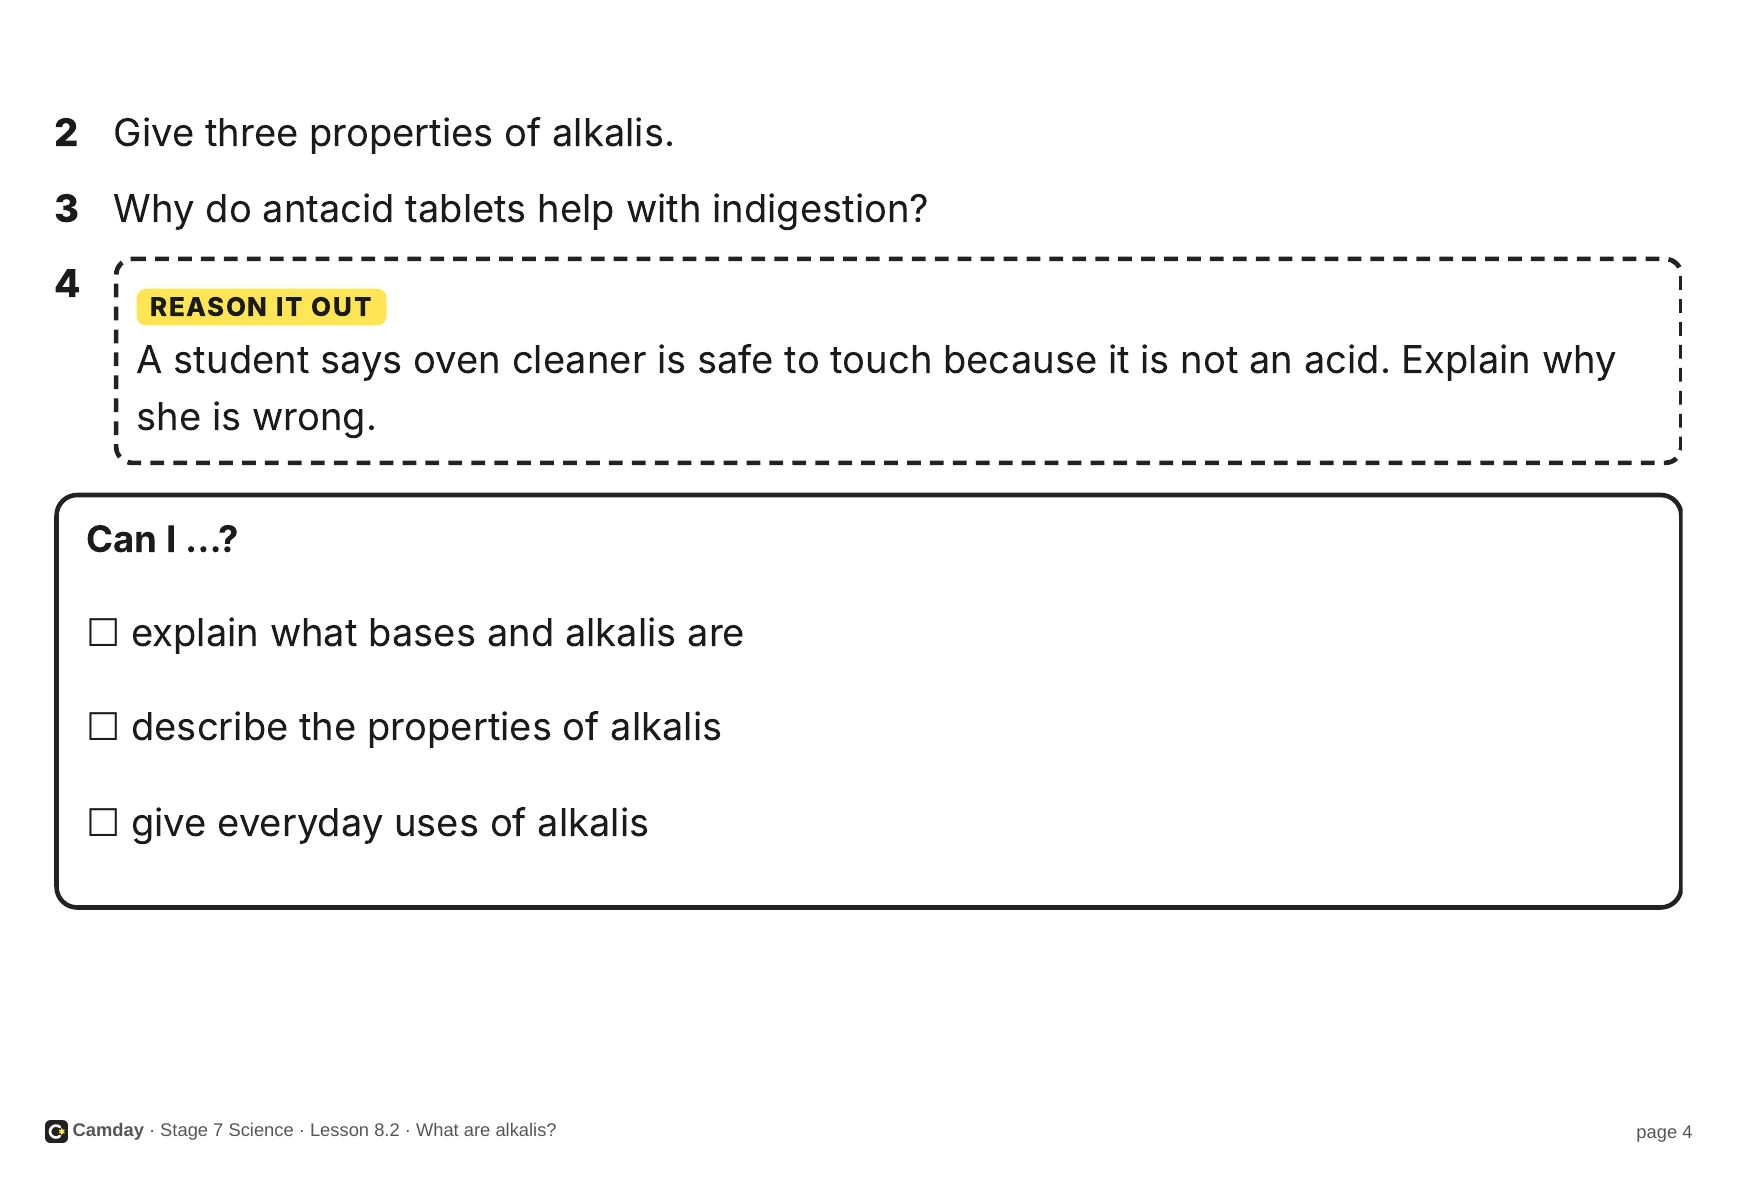 2 Give three properties of alkalis.
3 Why do antacid tablets help with indigestion?
4
REASON IT OUT
A student says oven cleaner is safe to touch because it is not an acid. Explain why
she is wrong.
Can I …?
☐ explain what bases and alkalis are
☐ describe the properties of alkalis
☐ give everyday uses of alkalis
Camday · Stage 7 Science · Lesson 8.2 · What are alkalis?
page 4